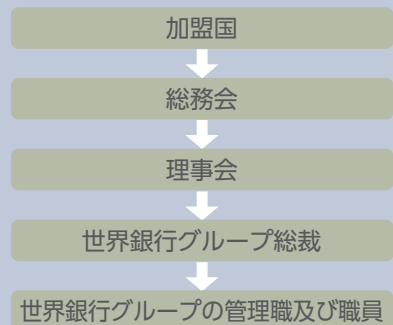 加盟国
総務会
理事会
世界銀行グループ総裁
世界銀行グループの管理職及び職員